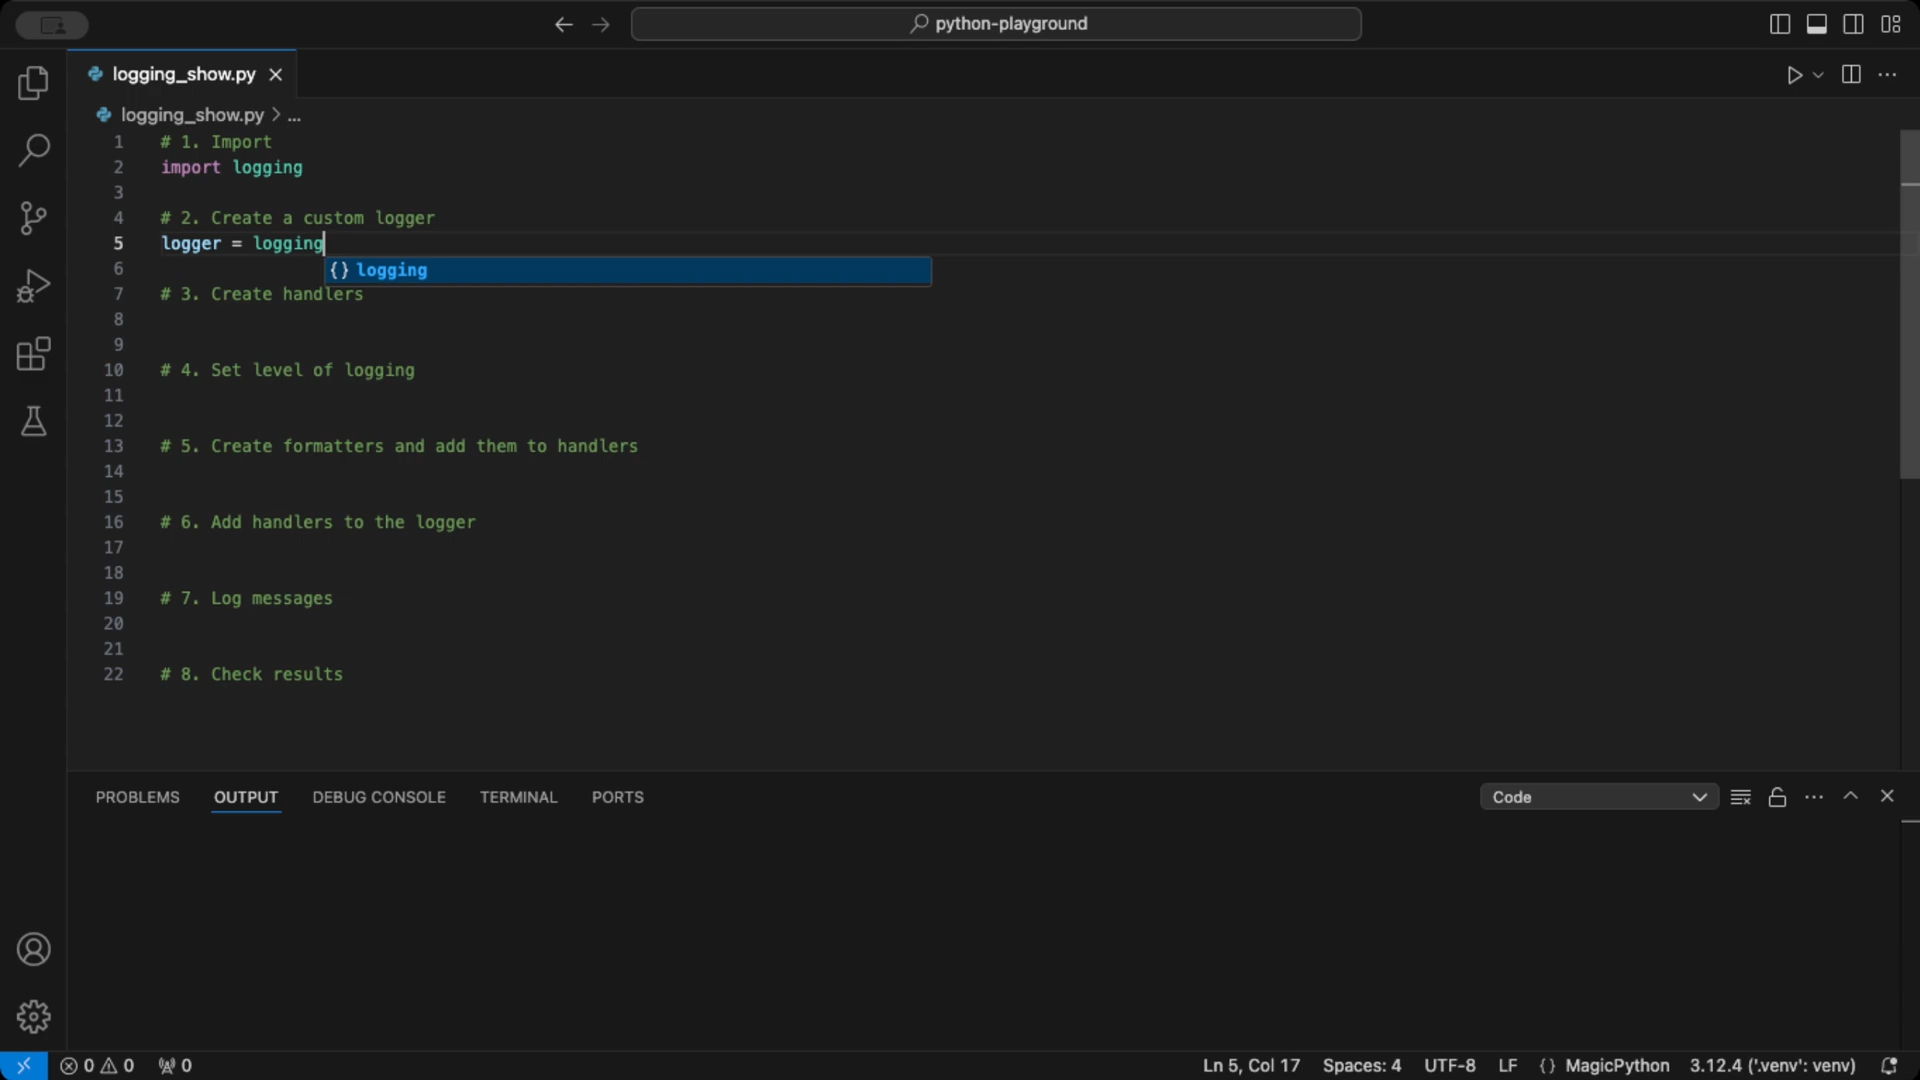 python-playground
logging_show.py
logging_show.py > ...
1 # 1. Import
2 import logging
3
4 # 2. Create a custom logger
5 logger = logging
6 {} logging
7 # 3. Create handlers
8
9
10 # 4. Set level of logging
11
12
13 # 5. Create formatters and add them to handlers
14
15
16 # 6. Add handlers to the logger
17
18
19 # 7. Log messages
20
21
22 # 8. Check results
PROBLEMS OUTPUT DEBUG CONSOLE TERMINAL PORTS Code
0 0 0 Ln 5, Col 17 Spaces: 4 UTF-8 LF {} MagicPython 3.12.4 ('.venv': venv)